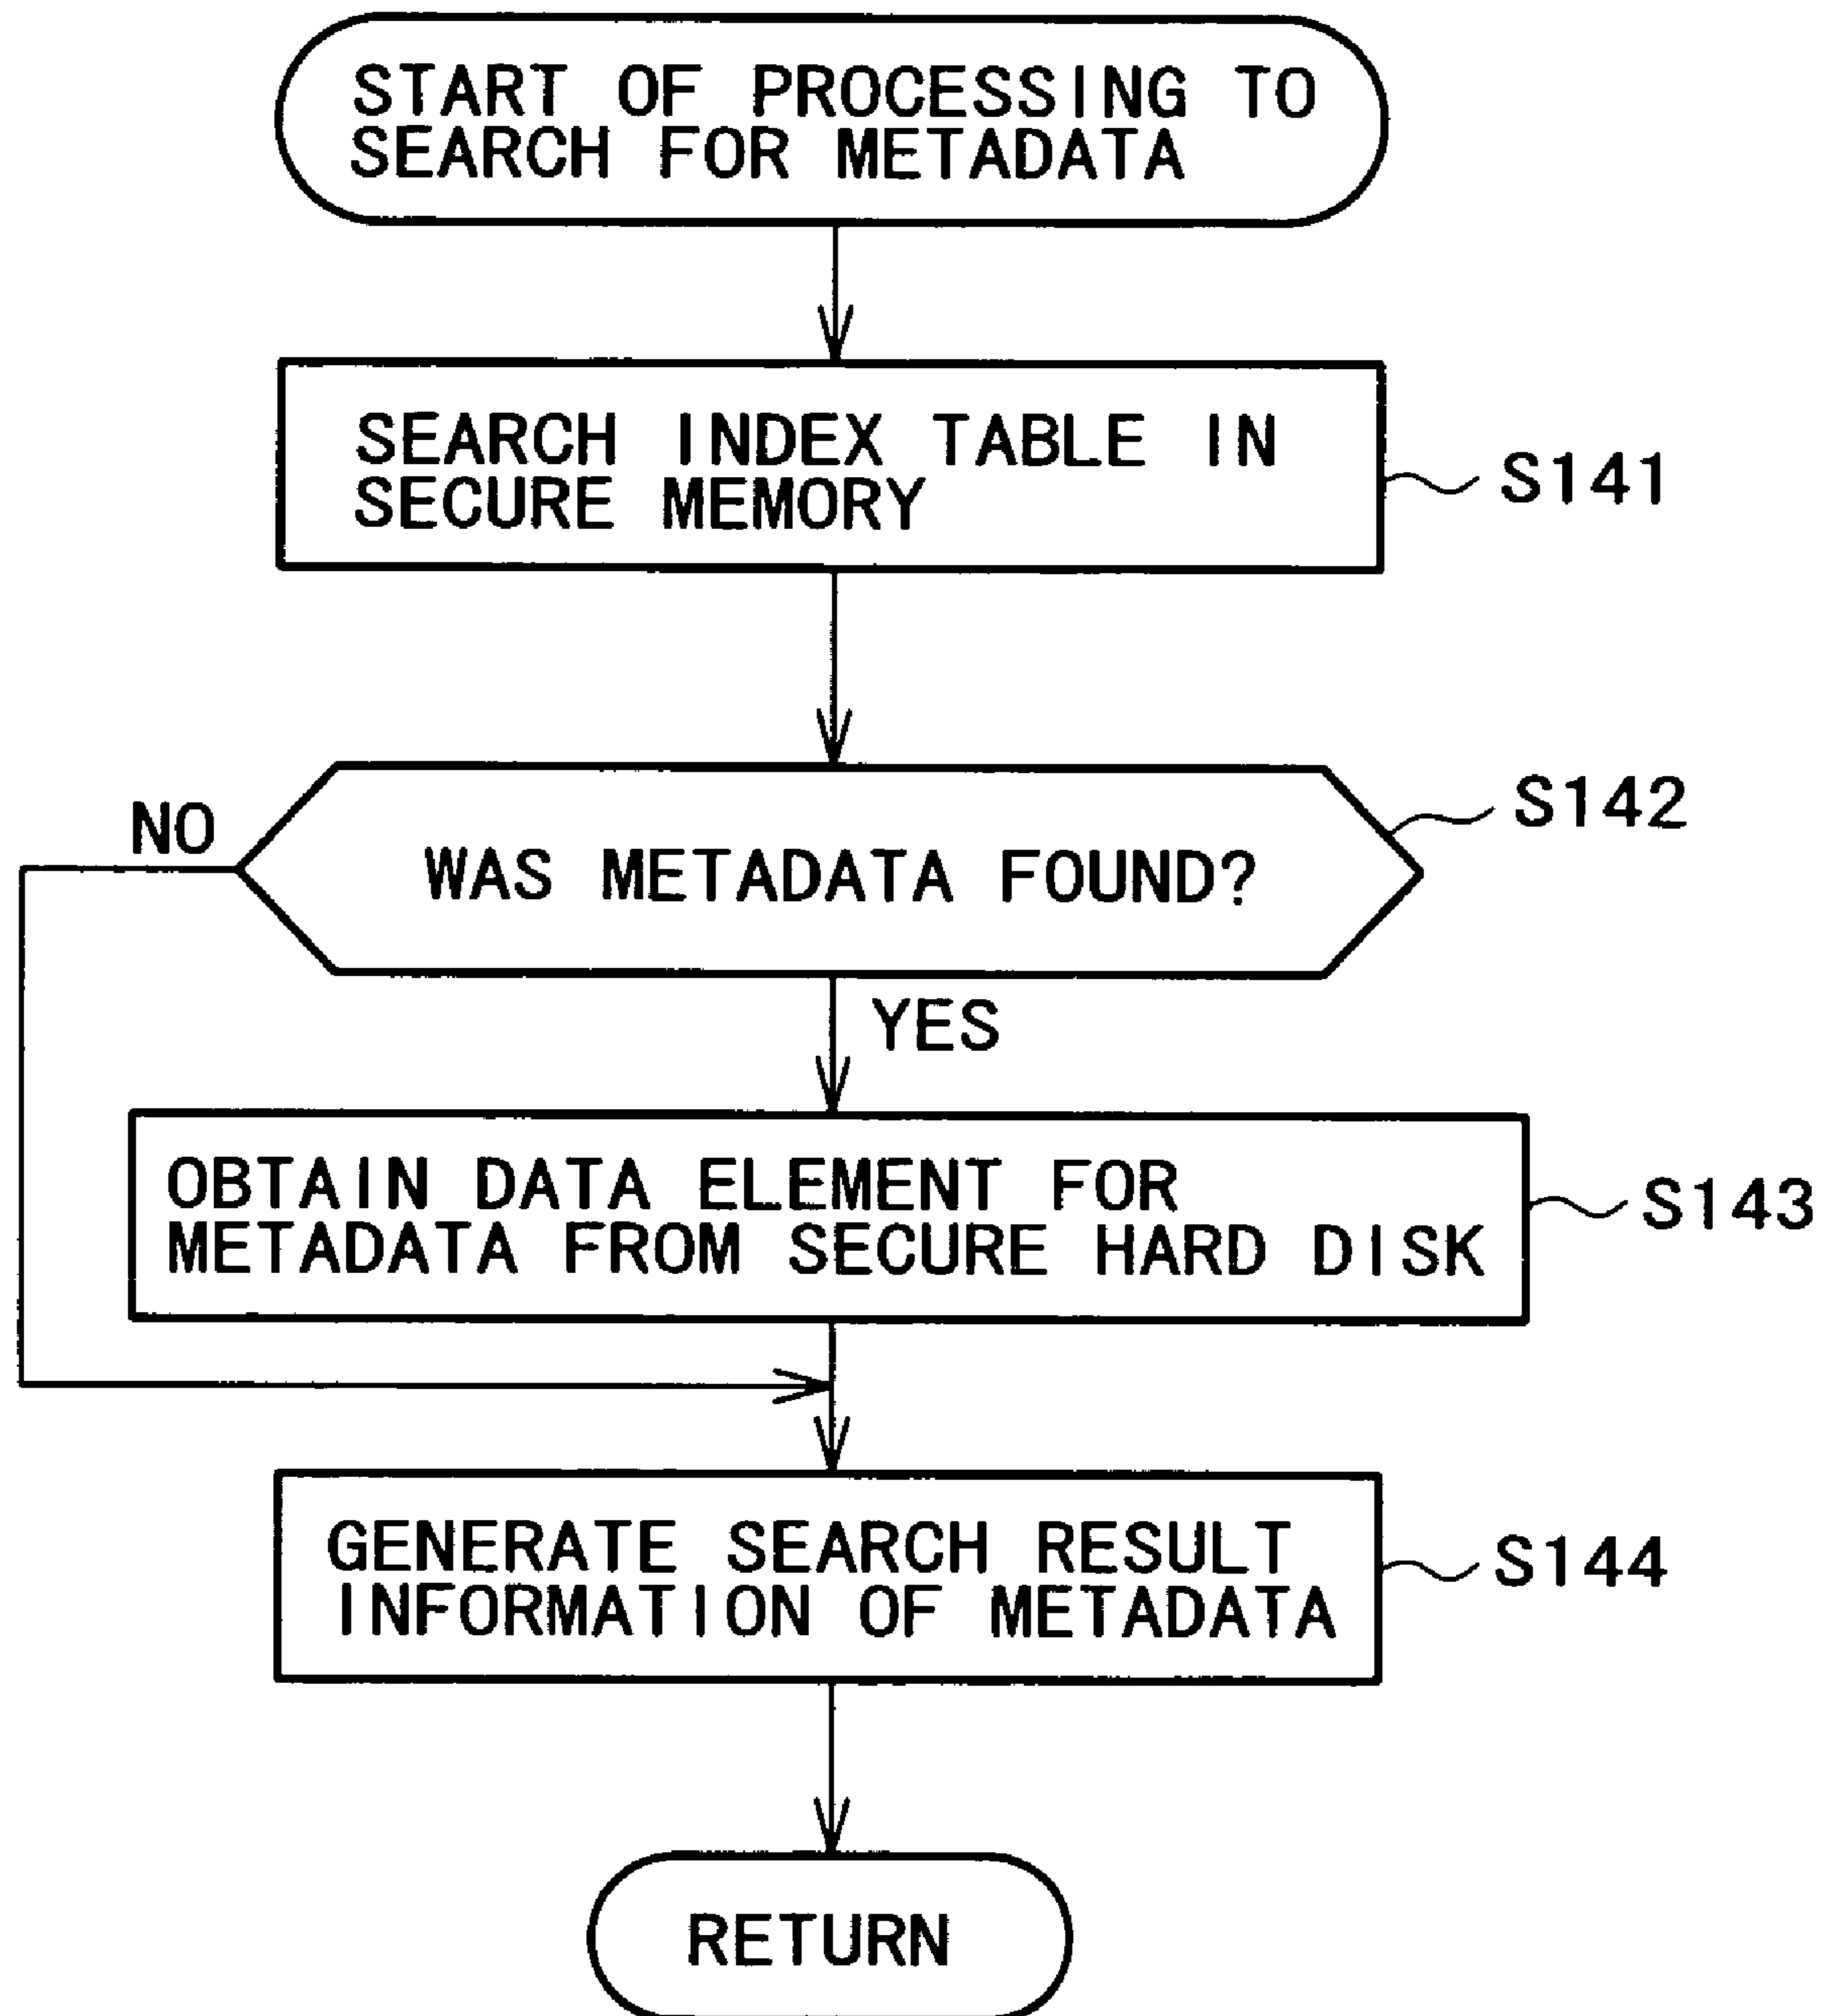 START OF PROCESSING TO
SEARCH FOR METADATA
SEARCH INDEX TABLE IN
SECURE MEMORY
S141
S142
NO
WAS METADATA FOUND?
YES
OBTAIN DATA ELEMENT FOR
METADATA FROM SECURE HARD DISK
S143
GENERATE SEARCH RESULT
INFORMATION OF METADATA
S144
RETURN